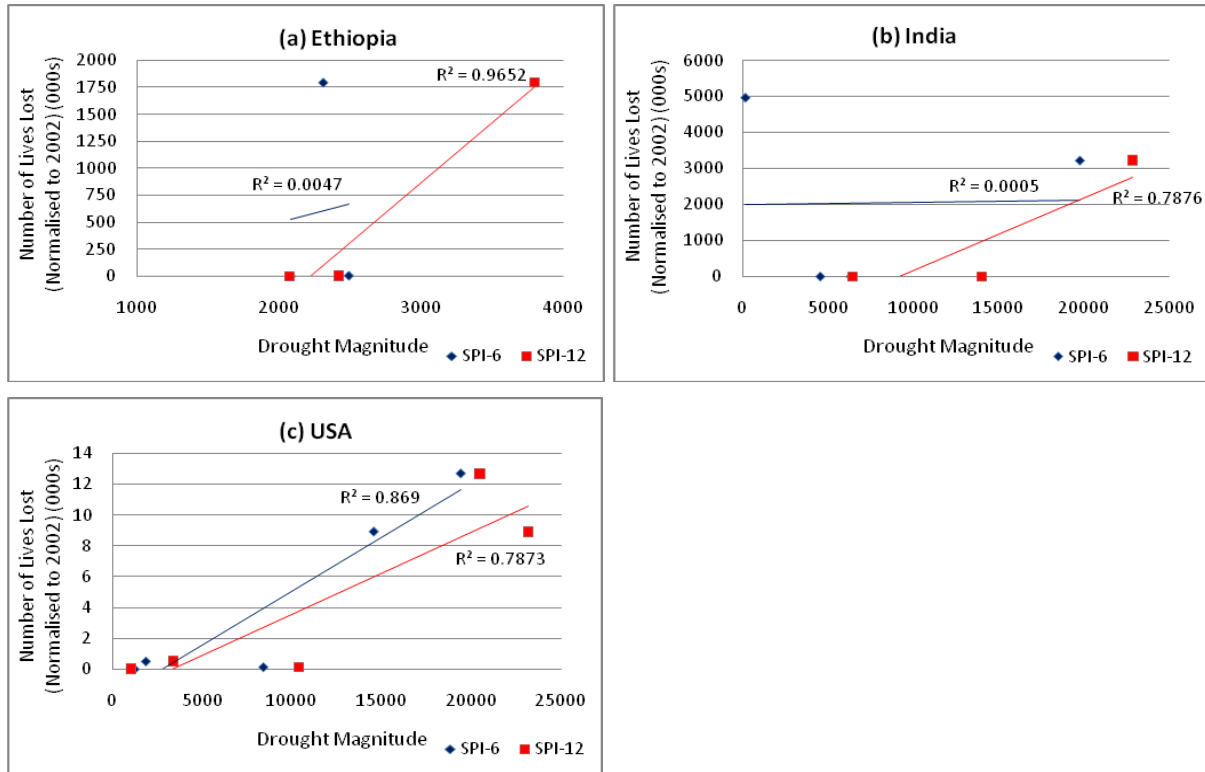 (a) Ethiopia
Number of Lives Lost
(Normalised to 2002) (000s)
2000
1750
1500
1250
1000
750
500
250
0
R² = 0.9652
R² = 0.0047
1000 2000 3000 4000
Drought Magnitude
SPI-6 SPI-12
(b) India
Number of Lives Lost
(Normalised to 2002) (000s)
6000
5000
4000
3000
2000
1000
0
R² = 0.0005
R² = 0.7876
0 5000 10000 15000 20000 25000
Drought Magnitude
SPI-6 SPI-12
(c) USA
Number of Lives Lost
(Normalised to 2002) (000s)
14
12
10
8
6
4
2
0
R² = 0.869
R² = 0.7873
0 5000 10000 15000 20000 25000
Drought Magnitude
SPI-6 SPI-12